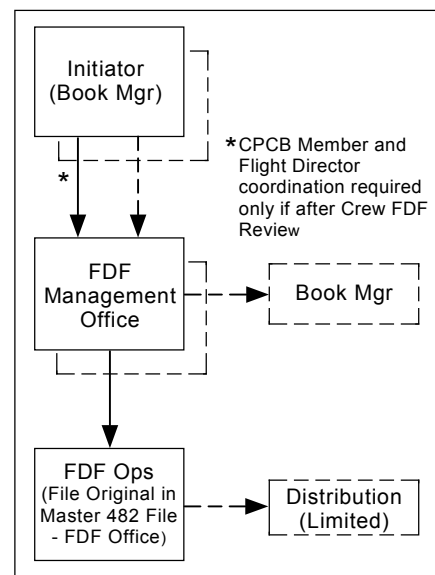 Initiator
(Book Mgr)
*
*CPCB Member and
Flight Director
coordination required
only if after Crew FDF
Review
FDF
Management
Office
Book Mgr
FDF Ops
(File Original in
Master 482 File
- FDF Office)
Distribution
(Limited)